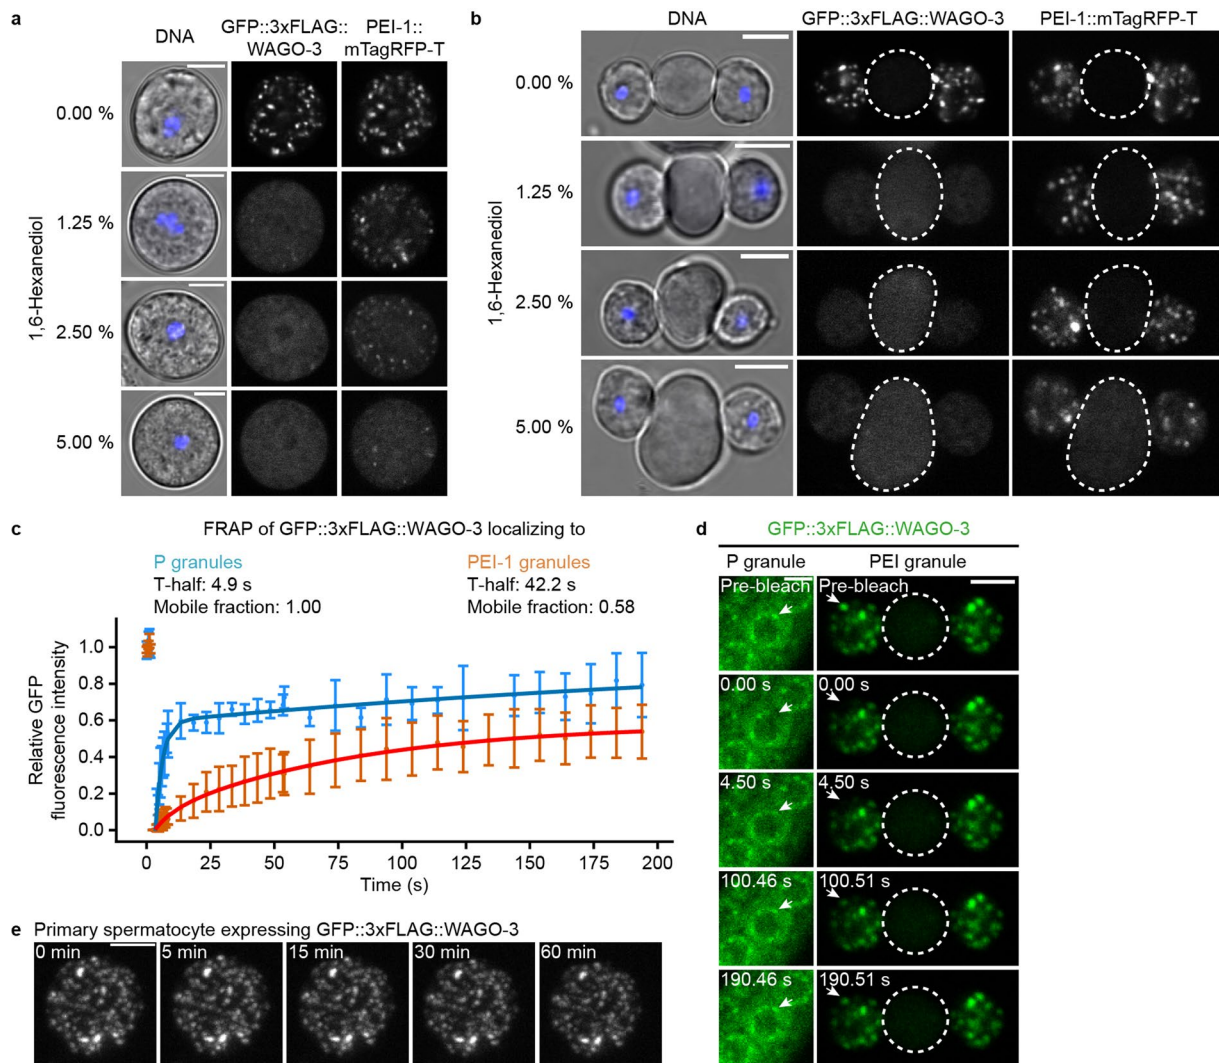 a
DNA
GFP::3xFLAG::
WAGO-3
PEI-1::
mTagRFP-T
1,6-Hexanediol
0.00 %
1.25 %
2.50 %
5.00 %
b
DNA
GFP::3xFLAG::WAGO-3
PEI-1::mTagRFP-T
1,6-Hexanediol
0.00 %
1.25 %
2.50 %
5.00 %
c
FRAP of GFP::3xFLAG::WAGO-3 localizing to
P granules
T-half: 4.9 s
Mobile fraction: 1.00
PEI-1 granules
T-half: 42.2 s
Mobile fraction: 0.58
Relative GFP
fluorescence intensity
1.0
0.8
0.6
0.4
0.2
0.0
0
25
50
75
100
125
150
175
200
Time (s)
d
GFP::3xFLAG::WAGO-3
P granule
PEI granule
Pre-bleach
Pre-bleach
0.00 s
0.00 s
4.50 s
4.50 s
100.46 s
100.51 s
190.46 s
190.51 s
e
Primary spermatocyte expressing GFP::3xFLAG::WAGO-3
0 min
5 min
15 min
30 min
60 min